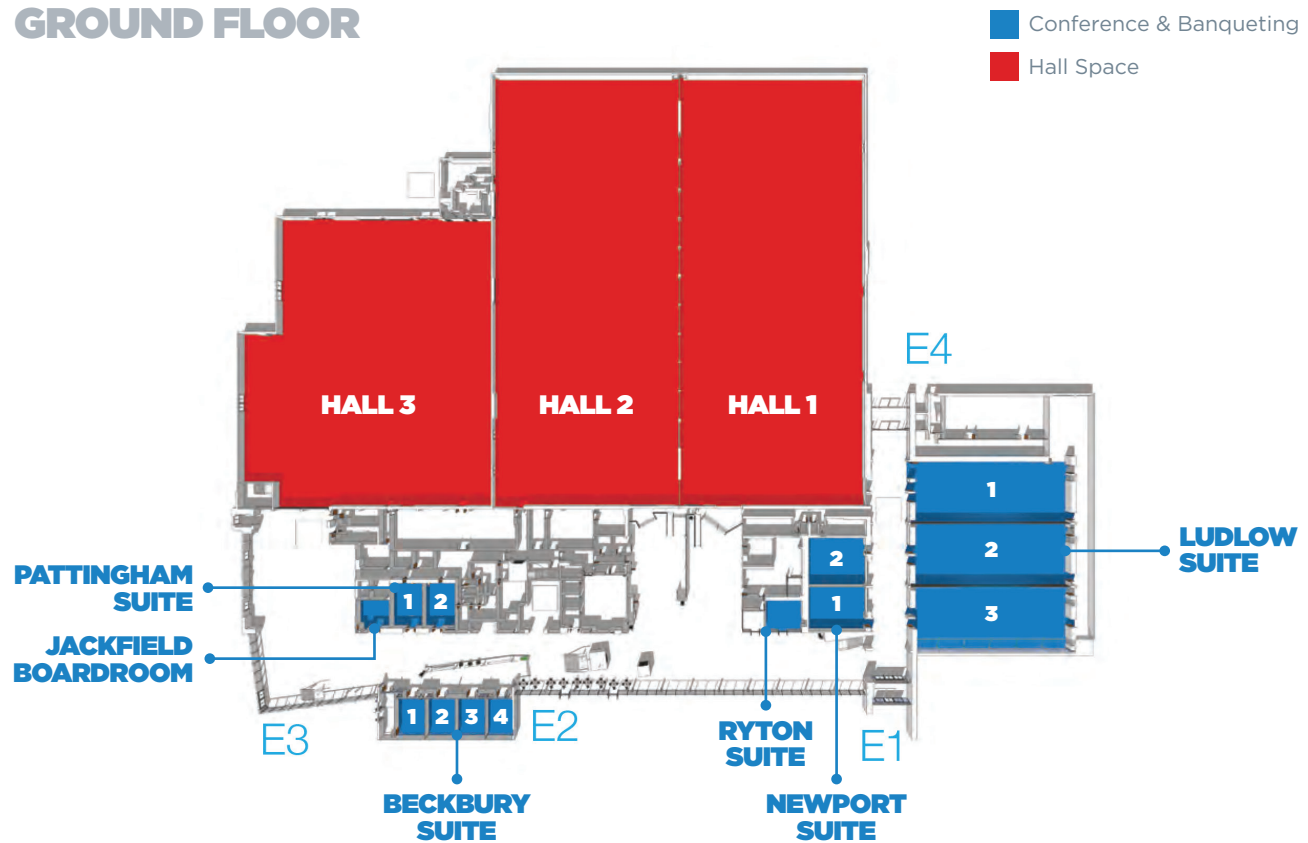 GROUND FLOOR
Conference & Banqueting
Hall Space
E4
HALL 3
HALL 2
HALL 1
1
2
3
LUDLOW
SUITE
2
1
PATTINGHAM
SUITE
1
2
JACKFIELD
BOARDROOM
1
2
3
4
E3
E2
E1
RYTON
SUITE
BECKBURY
SUITE
NEWPORT
SUITE